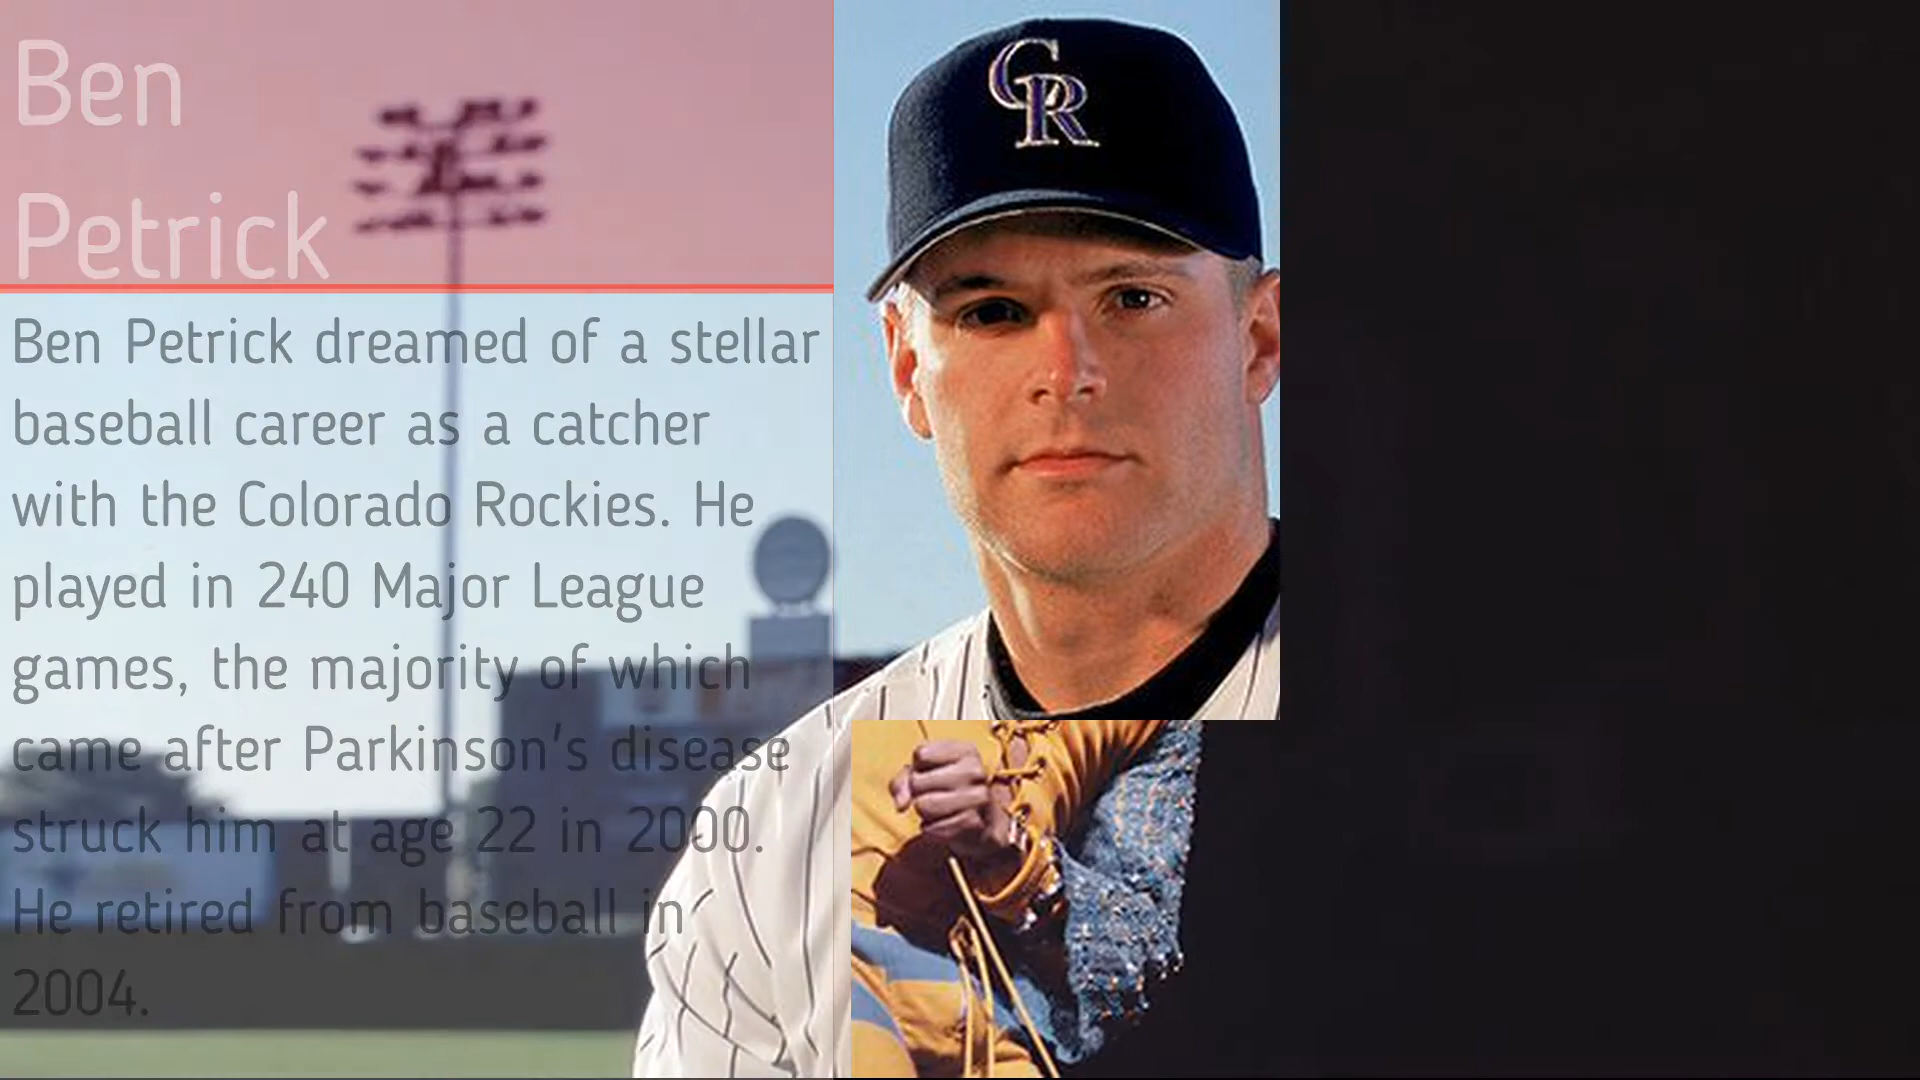 Ben
Petrick
CR
Ben Petrick dreamed of a stellar
baseball career as a catcher
with the Colorado Rockies. He
played in 240 Major League
games, the majority of which
came after Parkinson's disease
struck him at age 22 in 2000.
He retired from baseball in
2004.